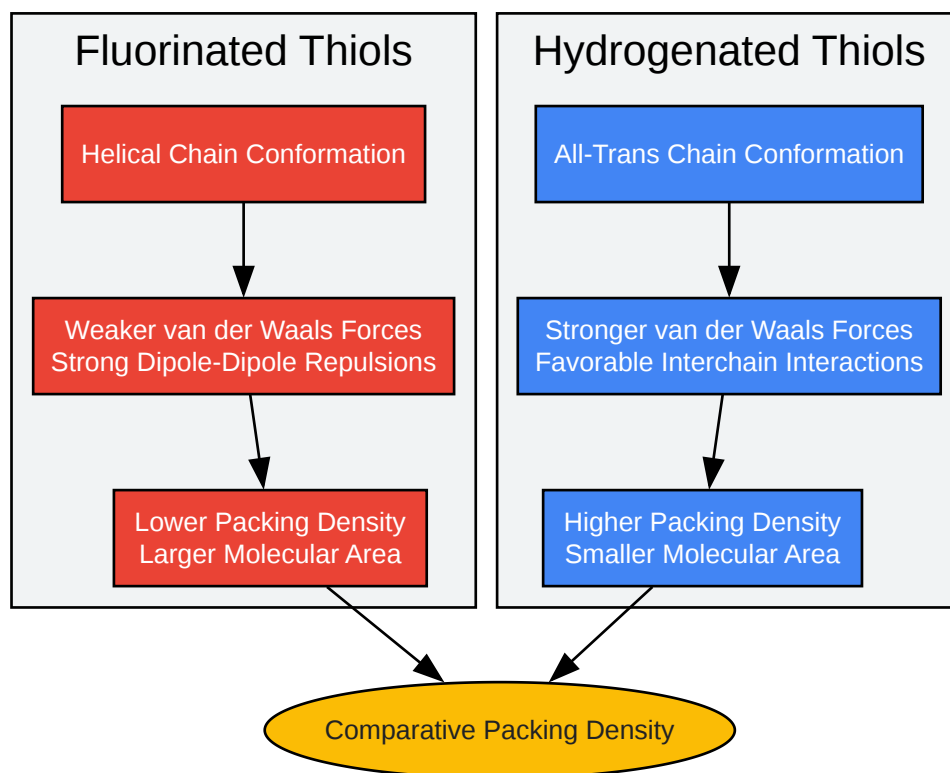 Fluorinated Thiols
Helical Chain Conformation
Weaker van der Waals Forces
Strong Dipole-Dipole Repulsions
Lower Packing Density
Larger Molecular Area
Hydrogenated Thiols
All-Trans Chain Conformation
Stronger van der Waals Forces
Favorable Interchain Interactions
Higher Packing Density
Smaller Molecular Area
Comparative Packing Density